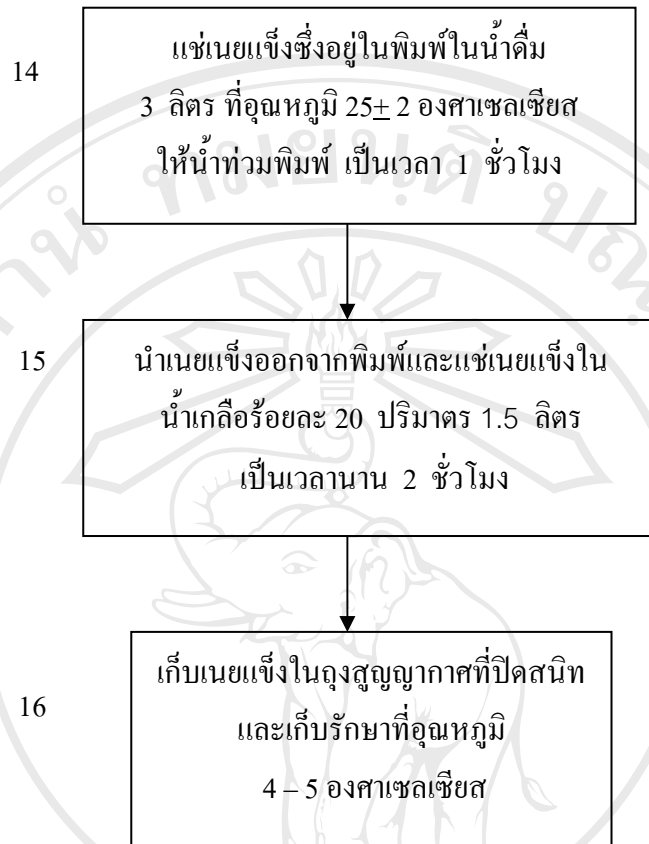 14
แช่เนยแข็งซึ่งอยู่ในพิมพ์ในน้ำดื่ม
3 ลิตร ที่อุณหภูมิ 25± 2 องศาเซลเซียส
ให้น้ำท่วมพิมพ์ เป็นเวลา 1 ชั่วโมง
15
นำเนยแข็งออกจากพิมพ์และแช่เนยแข็งใน
น้ำเกลือร้อยละ 20 ปริมาตร 1.5 ลิตร
เป็นเวลานาน 2 ชั่วโมง
16
เก็บเนยแข็งในถุงสูญญากาศที่ปิดสนิท
และเก็บรักษาที่อุณหภูมิ
4 – 5 องศาเซลเซียส